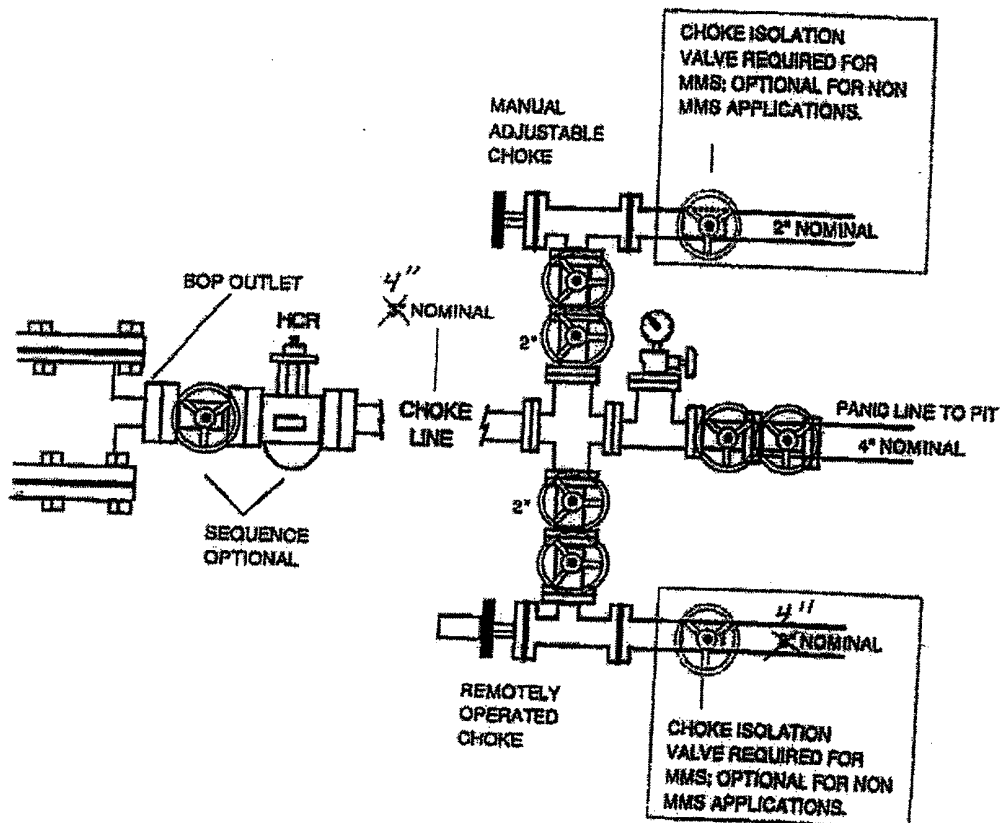 CHOKE ISOLATION
VALVE REQUIRED FOR
MMS; OPTIONAL FOR NON
MMS APPLICATIONS.
MANUAL
ADJUSTABLE
CHOKE
2" NOMINAL
BOP OUTLET
4"
3" NOMINAL
HCR
2"
CHOKE
LINE
PANIC LINE TO PIT
4" NOMINAL
2"
SEQUENCE
OPTIONAL
4"
NOMINAL
REMOTELY
OPERATED
CHOKE
CHOKE ISOLATION
VALVE REQUIRED FOR
MMS; OPTIONAL FOR NON
MMS APPLICATIONS.